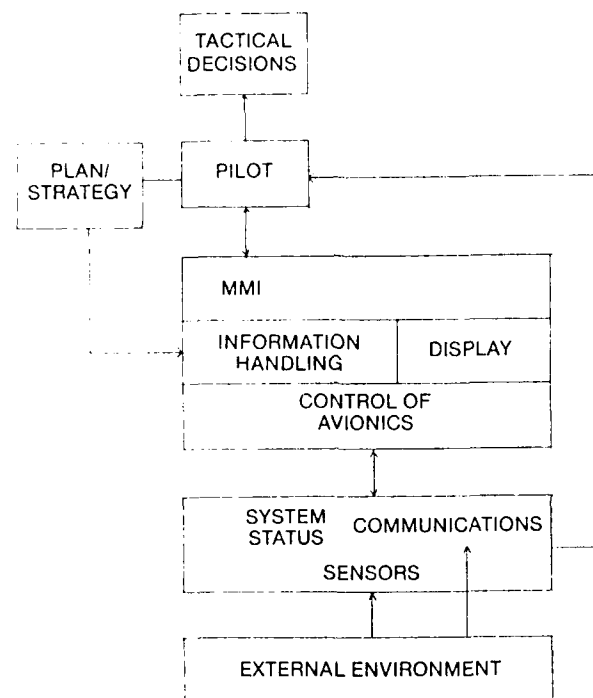 TACTICAL
DECISIONS
PLAN/
STRATEGY
PILOT
MMI
INFORMATION
HANDLING
DISPLAY
CONTROL OF
AVIONICS
SYSTEM
STATUS
COMMUNICATIONS
SENSORS
EXTERNAL ENVIRONMENT